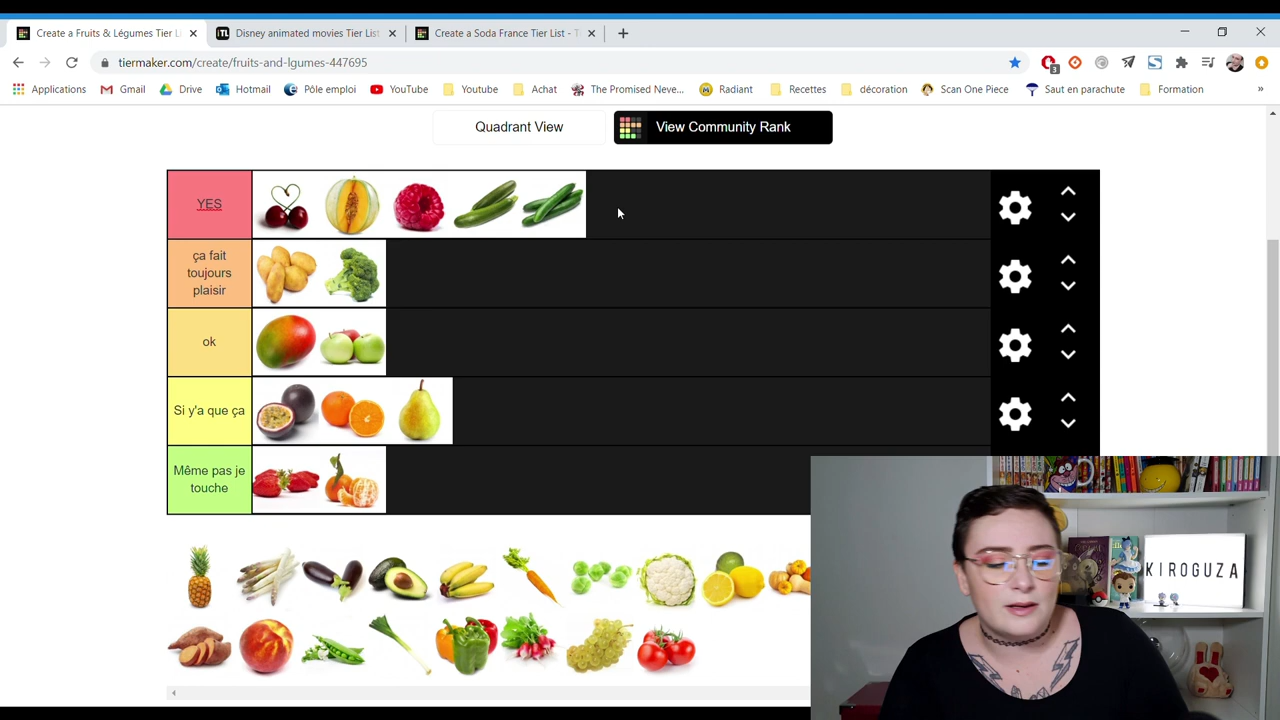 Create a Fruits & Légumes Tier Li
Disney animated movies Tier List
Create a Soda France Tier List - T
tiermaker.com/create/fruits-and-lgumes-447695
3
Applications
Gmail
Drive
Hotmail
Pôle emploi
YouTube
Youtube
Achat
The Promised Neve...
Radiant
Recettes
décoration
Scan One Piece
Saut en parachute
Formation
»
Quadrant View
View Community Rank
YES
ça fait
toujours
plaisir
ok
Si y'a que ça
Même pas je
touche
KIROGUZA